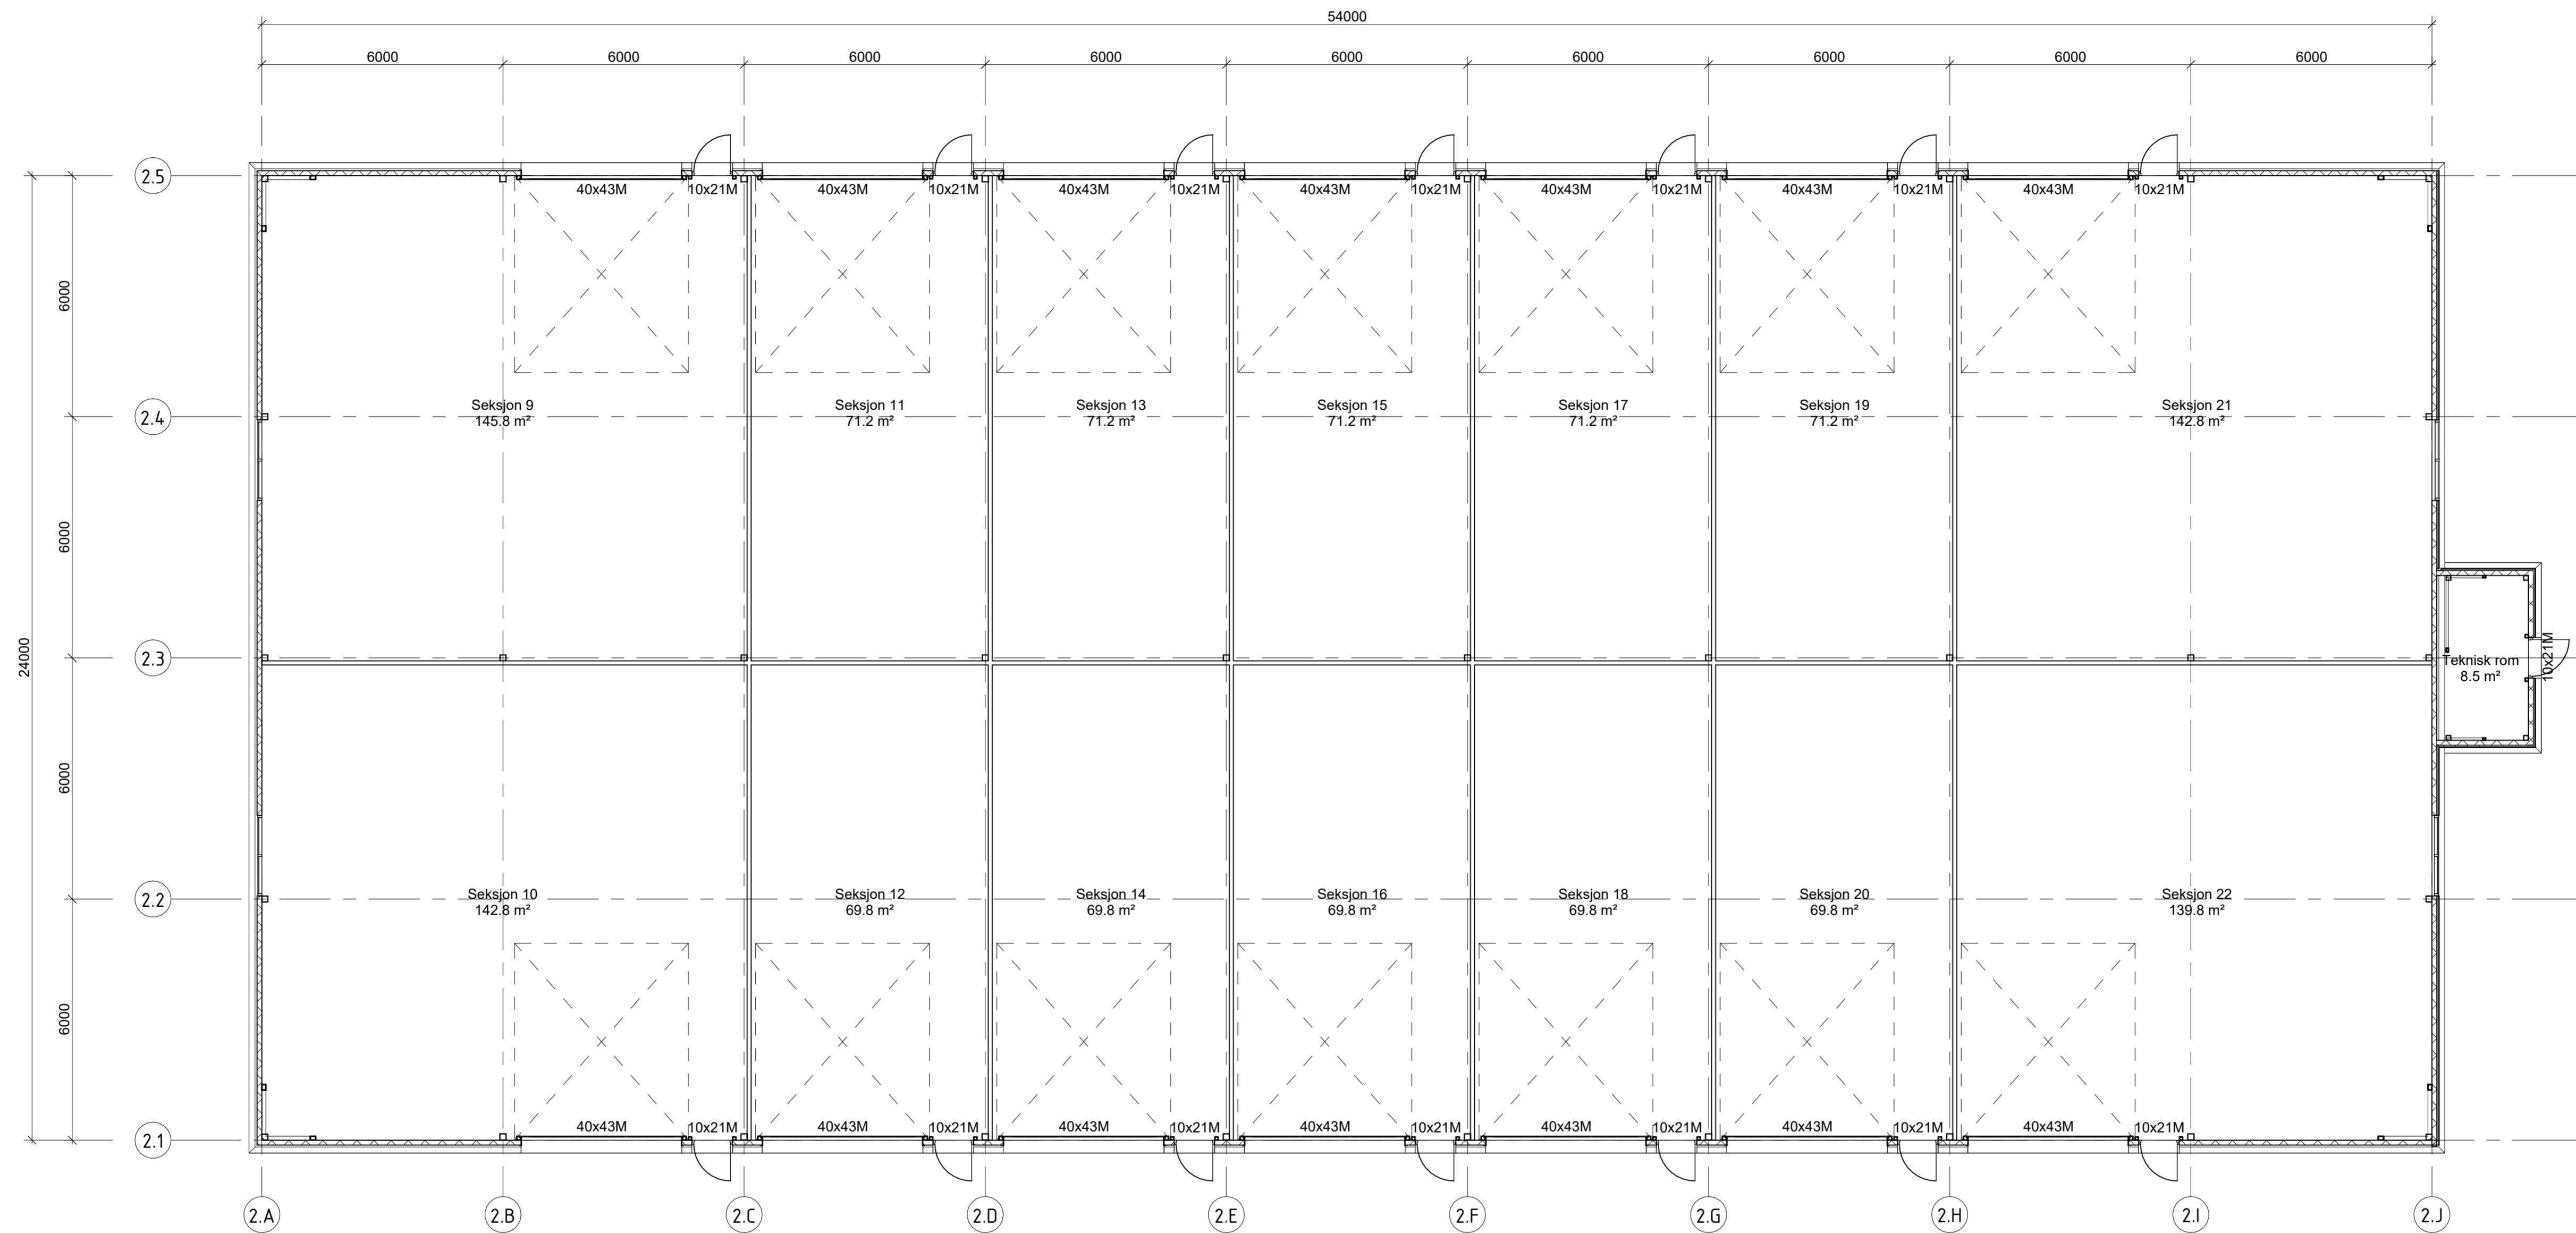 54000
6000 6000 6000 6000 6000 6000 6000 6000 6000
2.5
40x43M 10x21M 40x43M 10x21M 40x43M 10x21M 40x43M 10x21M 40x43M 10x21M 40x43M 10x21M 40x43M 10x21M
6000
2.4
Seksjon 9 Seksjon 11 Seksjon 13 Seksjon 15 Seksjon 17 Seksjon 19 Seksjon 21
145.8 m² 71.2 m² 71.2 m² 71.2 m² 71.2 m² 71.2 m² 142.8 m²
6000
24000
2.3
Teknisk rom
8.5 m²
10x21M
6000
2.2
Seksjon 10 Seksjon 12 Seksjon 14 Seksjon 16 Seksjon 18 Seksjon 20 Seksjon 22
142.8 m² 69.8 m² 69.8 m² 69.8 m² 69.8 m² 69.8 m² 139.8 m²
6000
40x43M 10x21M 40x43M 10x21M 40x43M 10x21M 40x43M 10x21M 40x43M 10x21M 40x43M 10x21M 40x43M 10x21M
2.1
2.A 2.B 2.C 2.D 2.E 2.F 2.G 2.H 2.I 2.J